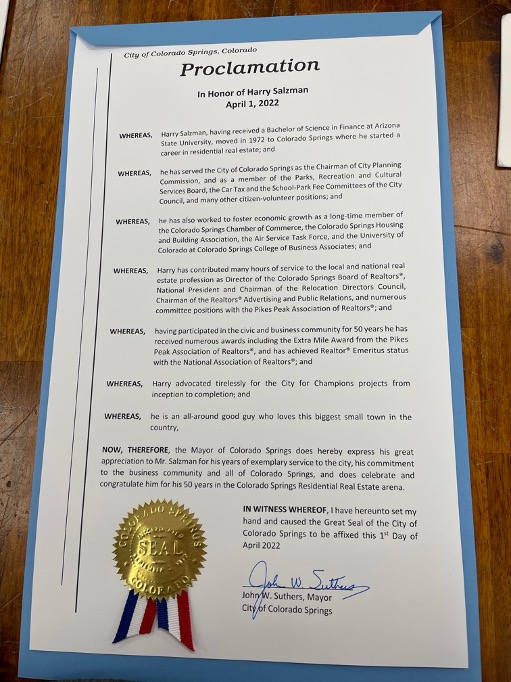 City of Colorado Springs, Colorado
Proclamation
In Honor of Harry Salzman
April 1, 2022
WHEREAS, Harry Salzman, having received a Bachelor of Science in Finance at Arizona
State University, moved in 1972 to Colorado Springs where he started a
career in residential real estate; and
WHEREAS, he has served the City of Colorado Springs as the Chairman of City Planning
Commission, and as a member of the Parks, Recreation and Cultural
Services Board, the Car Tax and the School-Park Fee Committees of the City
Council, and many other citizen-volunteer positions; and
WHEREAS, he has also worked to foster economic growth as a long-time member of
the Colorado Springs Chamber of Commerce, the Colorado Springs Housing
and Building Association, the Air Service Task Force, and the University of
Colorado at Colorado Springs College of Business Associates; and
WHEREAS, Harry has contributed many hours of service to the local and national real
estate profession as Director of the Colorado Springs Board of Realtors®,
National President and Chairman of the Relocation Directors Council,
Chairman of the Realtors® Advertising and Public Relations, and numerous
committee positions with the Pikes Peak Association of Realtors®; and
WHEREAS, having participated in the civic and business community for 50 years he has
received numerous awards including the Extra Mile Award from the Pikes
Peak Association of Realtors®, and has achieved Realtor® Emeritus status
with the National Association of Realtors®; and
WHEREAS, Harry advocated tirelessly for the City for Champions projects from
inception to completion; and
WHEREAS, he is an all-around good guy who loves this biggest small town in the
country,
NOW, THEREFORE, the Mayor of Colorado Springs does hereby express his great
appreciation to Mr. Salzman for his years of exemplary service to the city, his commitment
to the business community and all of Colorado Springs, and does celebrate and
congratulate him for his 50 years in the Colorado Springs Residential Real Estate arena.
IN WITNESS WHEREOF, I have hereunto set my
hand and caused the Great Seal of the City of
Colorado Springs to be affixed this 1st Day of
April 2022
John W. Suthers
John W. Suthers, Mayor
City of Colorado Springs
COLORADO SPRINGS
SEAL
COLORADO